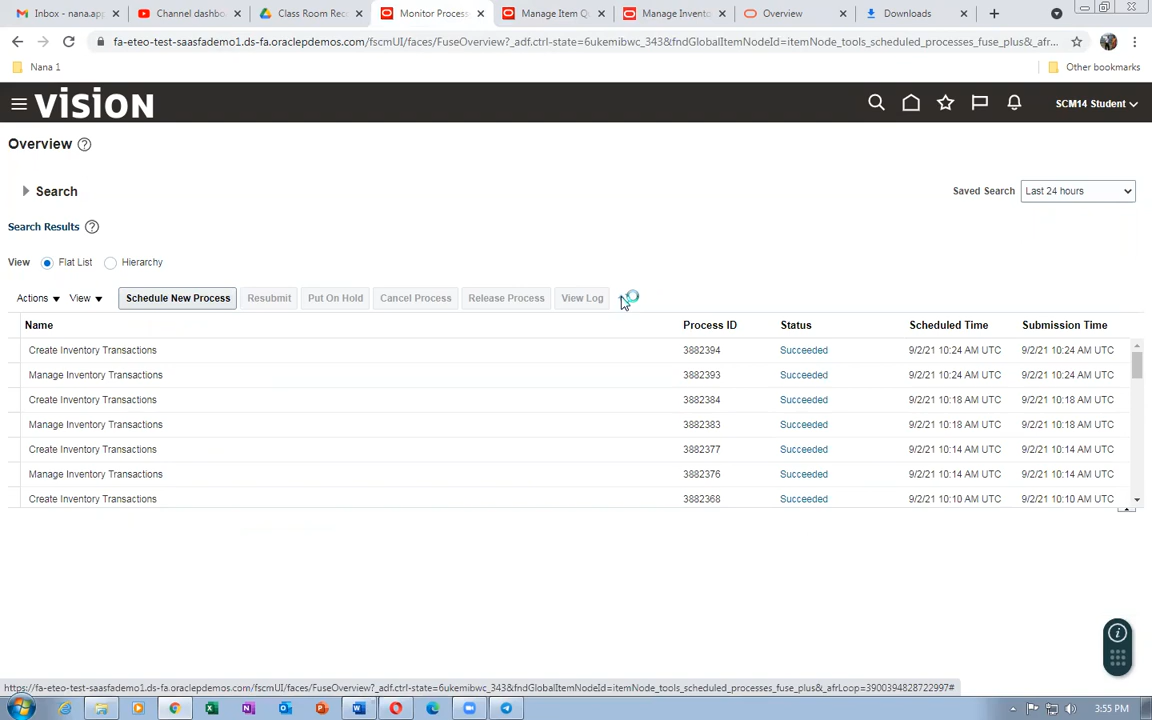 Inbox - nana.app
Channel dashbo
Class Room Rec
Monitor Process
Manage Item Q
Manage Invento
Overview
Downloads
fa-eteo-test-saasfademo1.ds-fa.oraclepdemos.com/fscmUI/faces/FuseOverview?_adf.ctrl-state=6ukemibwc_343&fndGlobalItemNodeId=itemNode_tools_scheduled_processes_fuse_plus&_afr...
Nana 1
Other bookmarks
VISION
SCM14 Student
Overview
Search
Saved Search Last 24 hours
Search Results
View Flat List Hierarchy
Actions View Schedule New Process Resubmit Put On Hold Cancel Process Release Process View Log
Name Process ID Status Scheduled Time Submission Time
Create Inventory Transactions 3882394 Succeeded 9/2/21 10:24 AM UTC 9/2/21 10:24 AM UTC
Manage Inventory Transactions 3882393 Succeeded 9/2/21 10:24 AM UTC 9/2/21 10:24 AM UTC
Create Inventory Transactions 3882384 Succeeded 9/2/21 10:18 AM UTC 9/2/21 10:18 AM UTC
Manage Inventory Transactions 3882383 Succeeded 9/2/21 10:18 AM UTC 9/2/21 10:18 AM UTC
Create Inventory Transactions 3882377 Succeeded 9/2/21 10:14 AM UTC 9/2/21 10:14 AM UTC
Manage Inventory Transactions 3882376 Succeeded 9/2/21 10:14 AM UTC 9/2/21 10:14 AM UTC
Create Inventory Transactions 3882368 Succeeded 9/2/21 10:10 AM UTC 9/2/21 10:10 AM UTC
https://fa-eteo-test-saasfademo1.ds-fa.oraclepdemos.com/fscmUI/faces/FuseOverview?_adf.ctrl-state=6ukemibwc_343&fndGlobalItemNodeId=itemNode_tools_scheduled_processes_fuse_plus&_afrLoop=3900394828722997#
3:55 PM